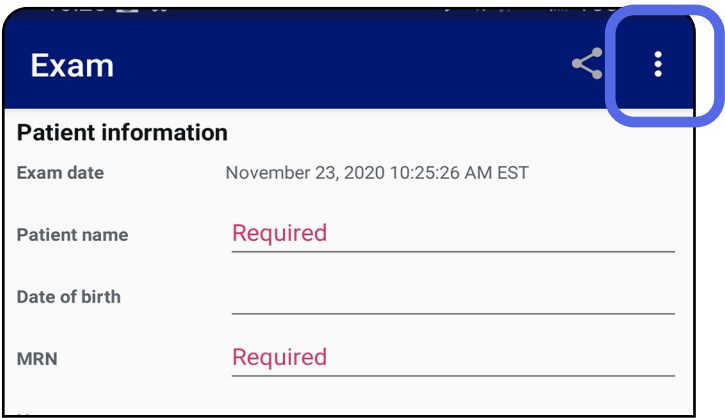 Exam
Patient information
Exam date November 23, 2020 10:25:26 AM EST
Patient name Required
Date of birth
MRN Required